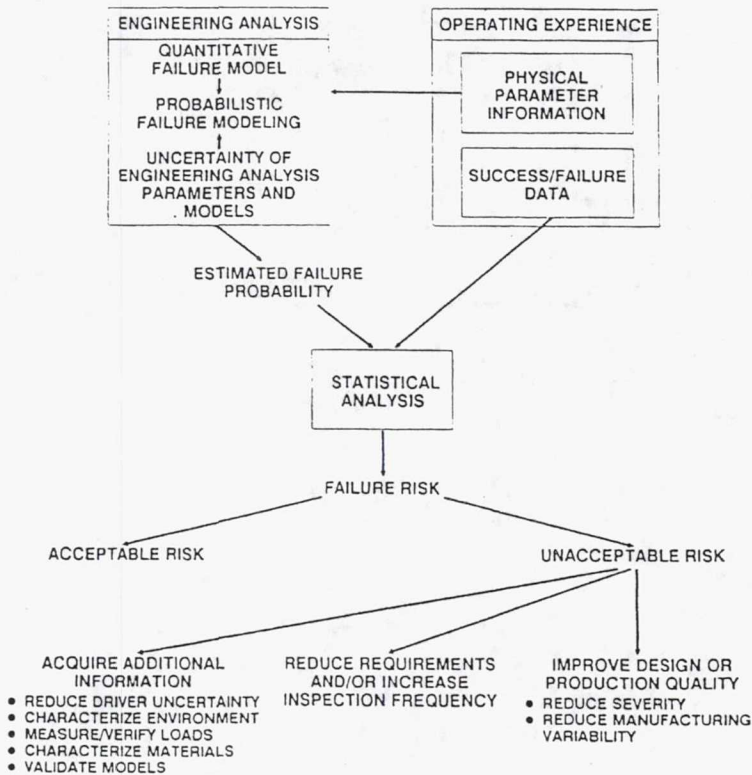 ENGINEERING ANALYSIS
QUANTITATIVE
FAILURE MODEL
PROBABILISTIC
FAILURE MODELING
UNCERTAINTY OF
ENGINEERING ANALYSIS
PARAMETERS AND
MODELS
OPERATING EXPERIENCE
PHYSICAL
PARAMETER
INFORMATION
SUCCESS/FAILURE
DATA
ESTIMATED FAILURE
PROBABILITY
STATISTICAL
ANALYSIS
FAILURE RISK
ACCEPTABLE RISK
UNACCEPTABLE RISK
ACQUIRE ADDITIONAL
INFORMATION
• REDUCE DRIVER UNCERTAINTY
• CHARACTERIZE ENVIRONMENT
• MEASURE/VERIFY LOADS
• CHARACTERIZE MATERIALS
• VALIDATE MODELS
REDUCE REQUIREMENTS
AND/OR INCREASE
INSPECTION FREQUENCY
IMPROVE DESIGN OR
PRODUCTION QUALITY
• REDUCE SEVERITY
• REDUCE MANUFACTURING
VARIABILITY